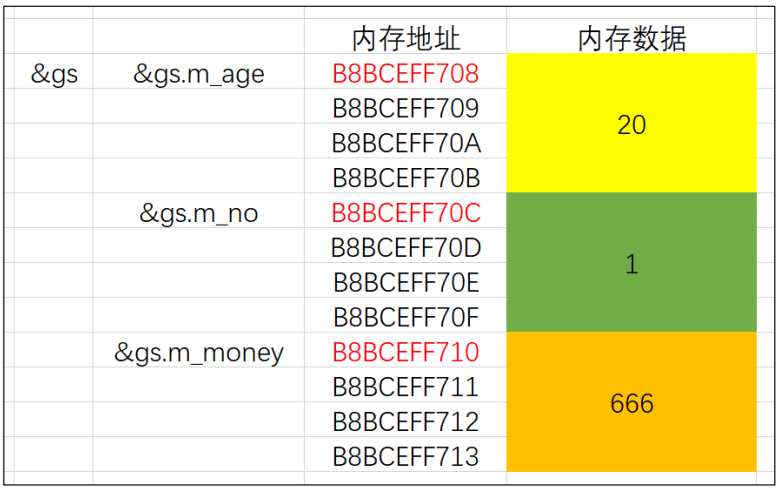 内存地址 内存数据
&gs &gs.m_age B8BCEFF708
B8BCEFF709
20
B8BCEFF70A
B8BCEFF70B
&gs.m_no B8BCEFF70C
B8BCEFF70D
1
B8BCEFF70E
B8BCEFF70F
&gs.m_money B8BCEFF710
B8BCEFF711
666
B8BCEFF712
B8BCEFF713